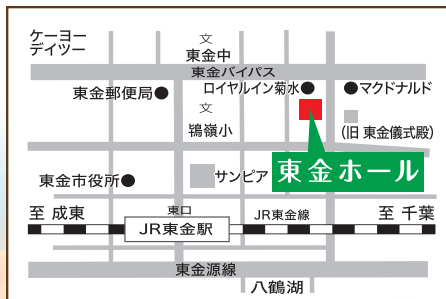 ケーヨー
デイツー
文
東金中
東金バイパス
東金郵便局
ロイヤルイン菊水
マクドナルド
文
鴇嶺小
(旧 東金儀式殿)
東金ホール
サンピア
東金市役所
至 成東
東口
JR東金線
至 千葉
JR東金駅
東金源線
八鶴湖